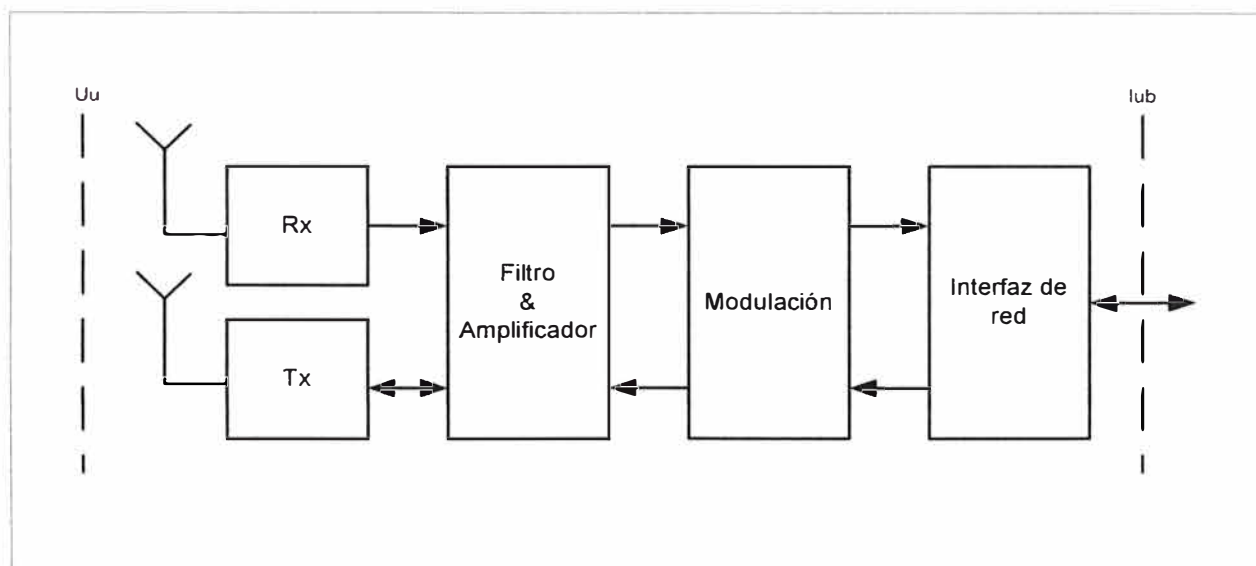 Uu
Iub
Rx
Tx
Filtro
&
Amplificador
Modulación
Interfaz de
red